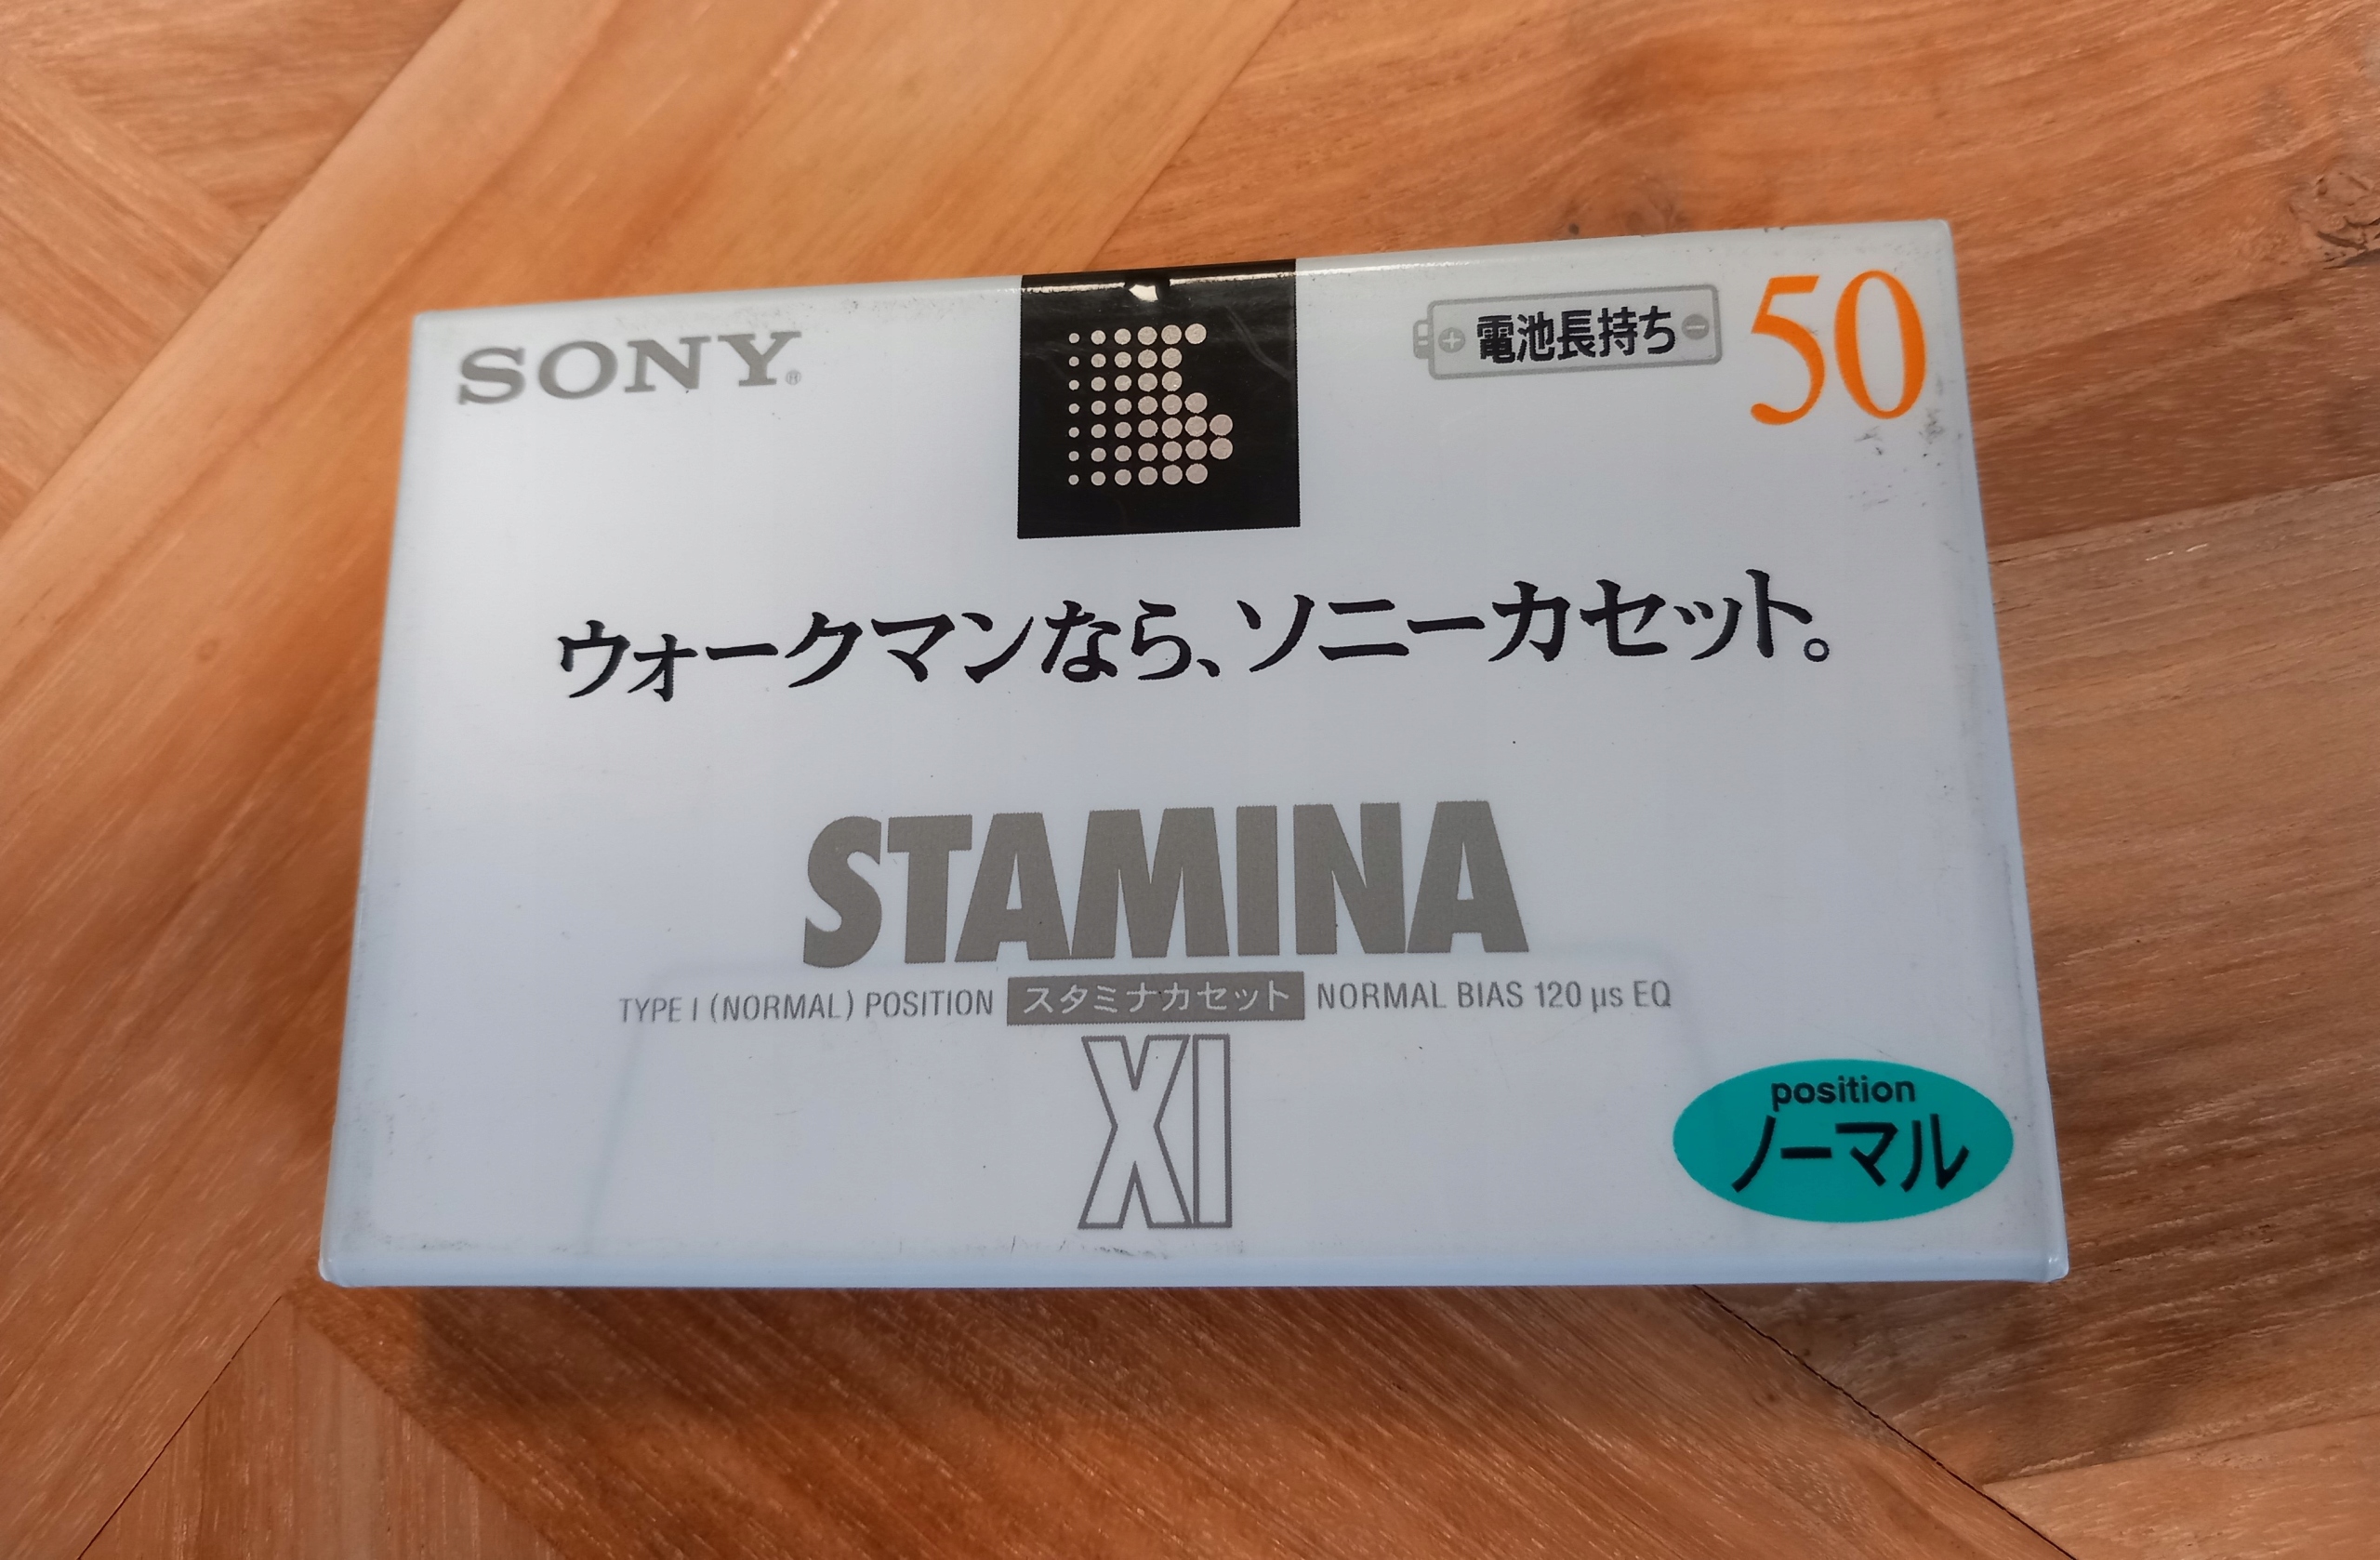 SONY®
電池長持ち
50
ウォークマンなら、ソニーカセット。
STAMINA
TYPE I (NORMAL) POSITION スタミナカセット NORMAL BIAS 120 µs EQ
XI
position
ノーマル